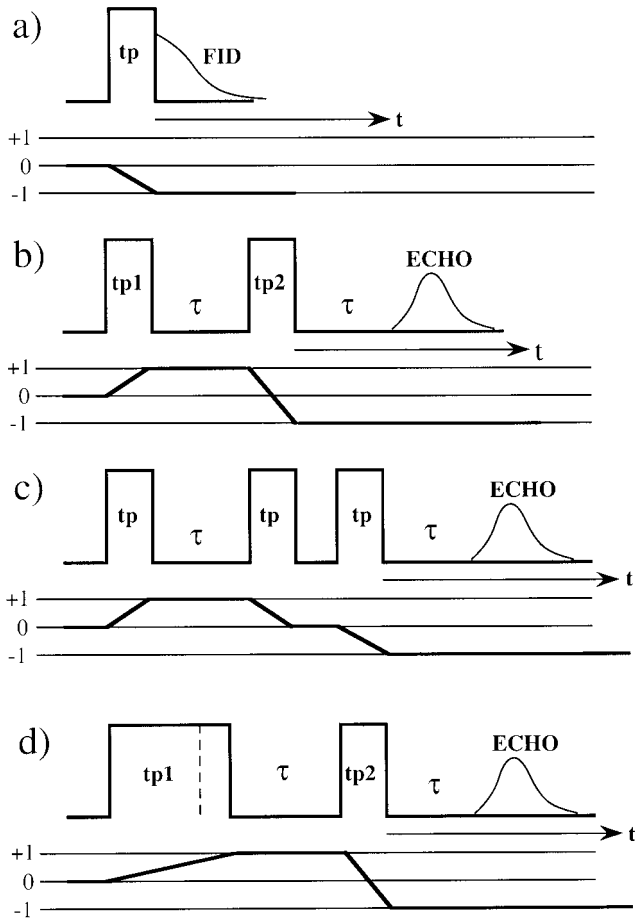 a)
tp FID
t
+1
0
-1
b)
tp1 τ tp2 τ ECHO
t
+1
0
-1
c)
tp τ tp tp τ ECHO
t
+1
0
-1
d)
tp1 τ tp2 τ ECHO
t
+1
0
-1